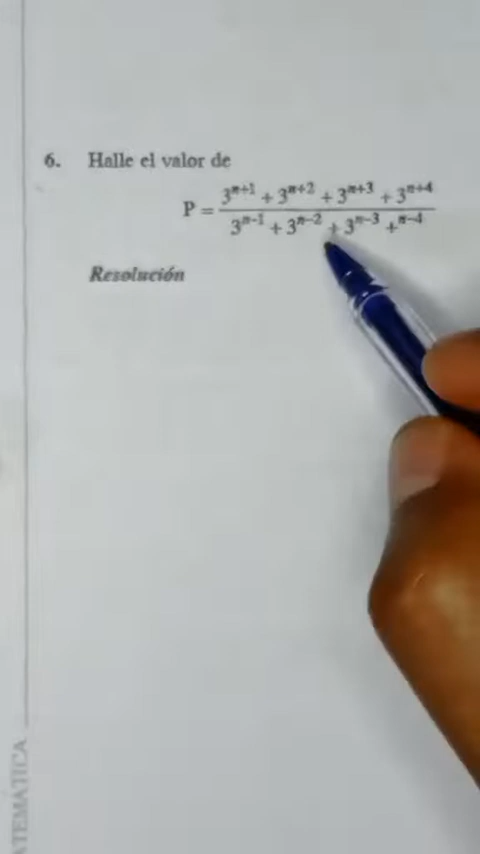 6. Halle el valor de
P = \frac{3^{n+1} + 3^{n+2} + 3^{n+3} + 3^{n+4}}{3^{n-1} + 3^{n-2} + 3^{n-3} + ^{n-4}}
Resolución